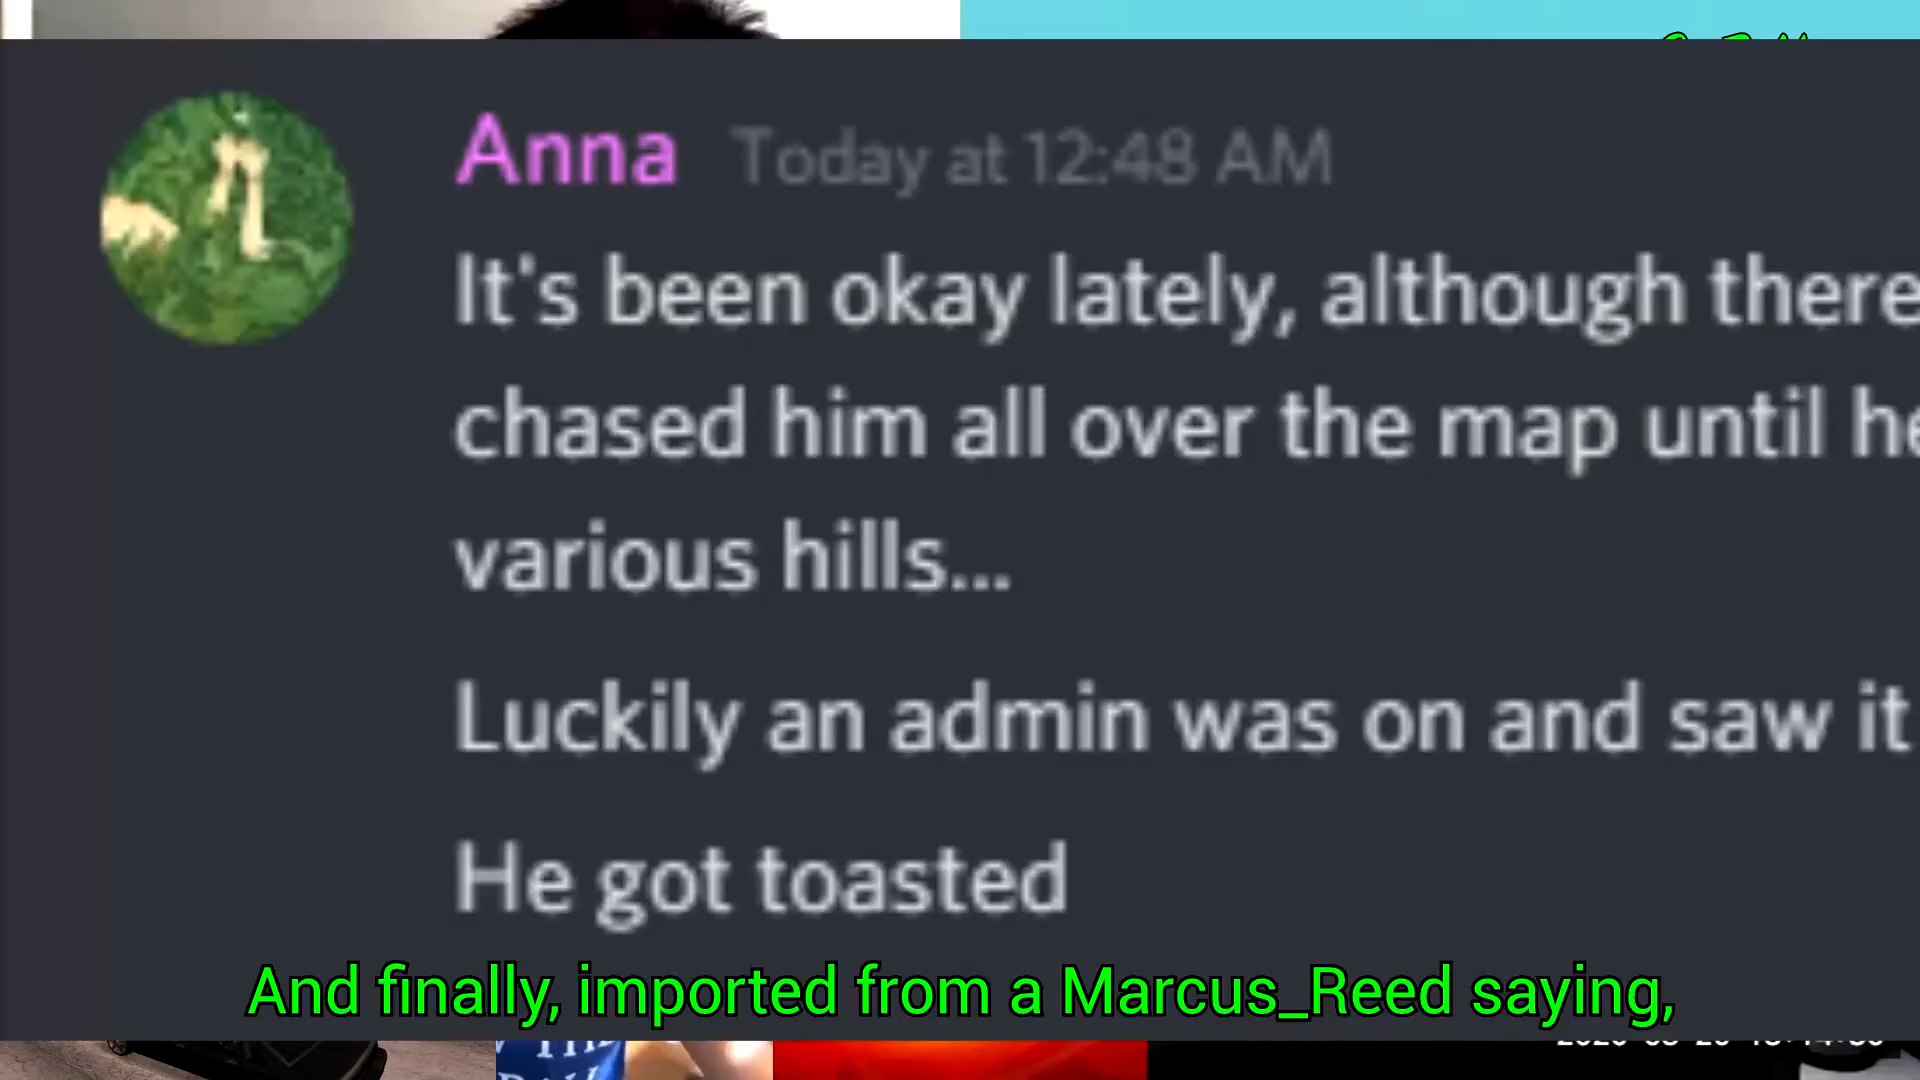 Anna Today at 12:48 AM
It's been okay lately, although there
chased him all over the map until he
various hills...
Luckily an admin was on and saw it
He got toasted
And finally, imported from a Marcus_Reed saying,
THE